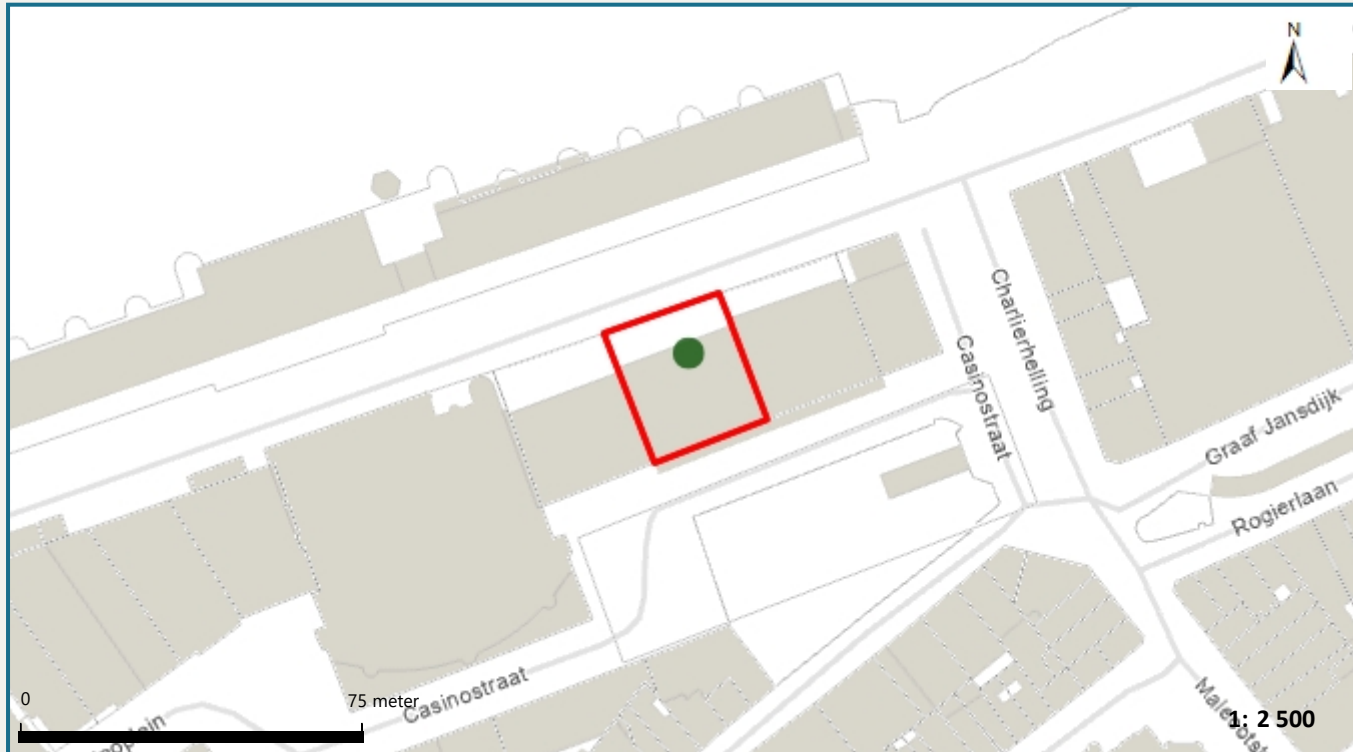 N
Charlierhelling
Casinostraat
Graaf Jansdijk
Rogierlaan
0
75 meter
Casinostraat
1: 2 500